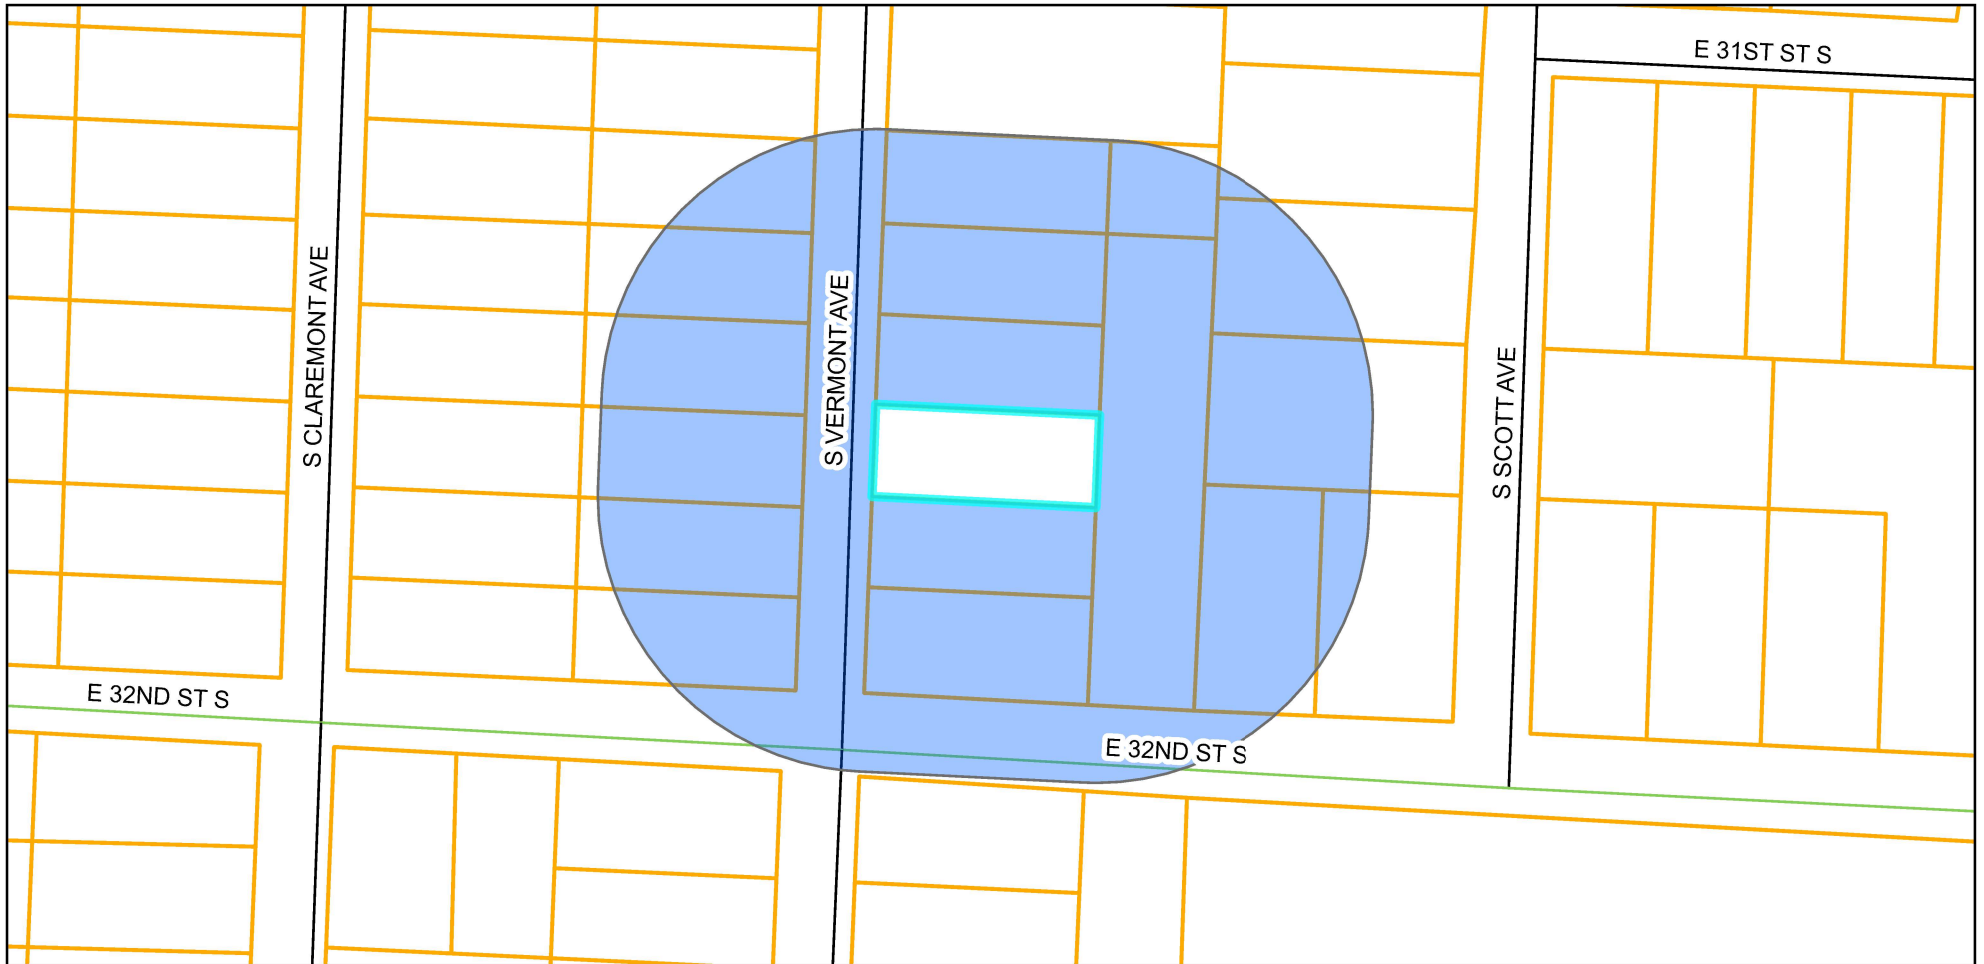 E 31ST ST S
S CLAREMONT AVE
S VERMONT AVE
S SCOTT AVE
E 32ND ST S
E 32ND ST S